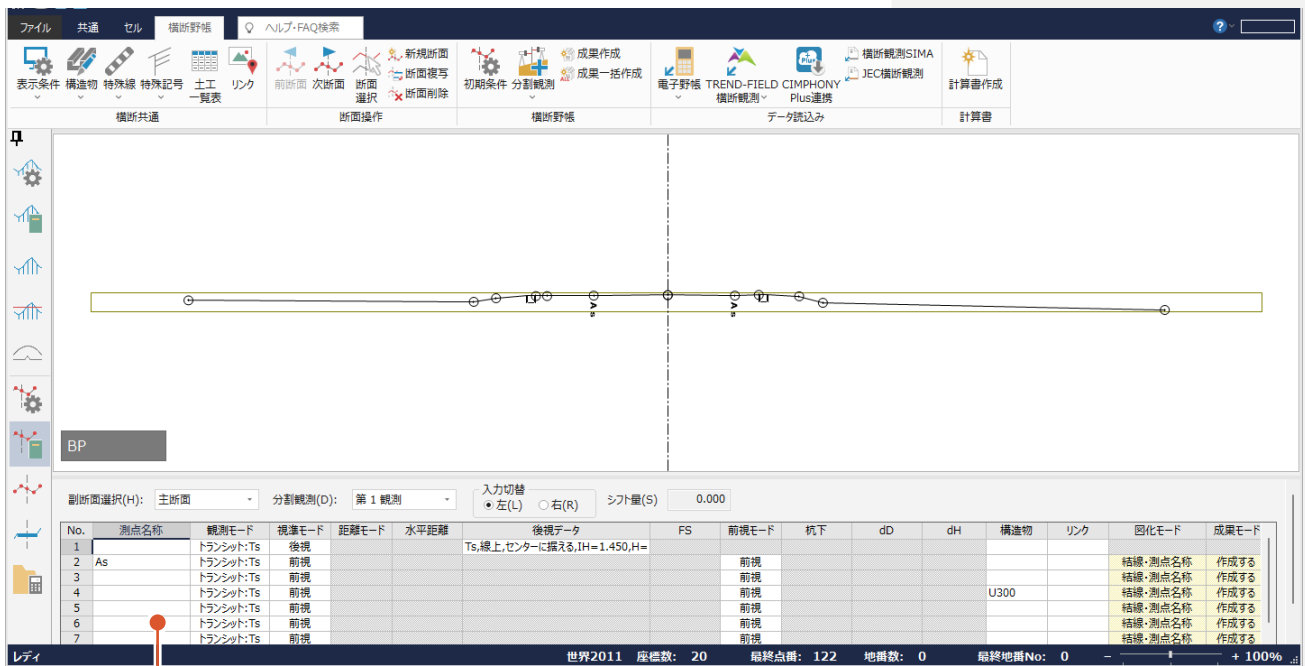 ファイル 共通 セル 横断野帳 ヘルプ・FAQ検索 ?
表示条件 構造物 特殊線 特殊記号 土工一覧表 リンク
横断共通
前断面 次断面 断面選択 新規断面 断面複写 断面削除
断面操作
初期条件 分割観測 成果作成 成果一括作成
横断野帳
電子野帳 TREND-FIELD横断観測 CIMPHONY Plus連携 横断観測SIMA JEC横断観測
データ読込み
計算書作成
計算書
As As
BP
副断面選択(H): 主断面 分割観測(D): 第 1 観測 入力切替 左(L) 右(R) シフト量(S) 0.000
No. 測点名称 観測モード 視準モード 距離モード 水平距離 後視データ FS 前視モード 杭下 dD dH 構造物 リンク 図化モード 成果モード
1 トランシット:Ts 後視 Ts,線上,センターに据える,IH=1.450,H=
2 As トランシット:Ts 前視 前視 結線・測点名称 作成する
3 トランシット:Ts 前視 前視 結線・測点名称 作成する
4 トランシット:Ts 前視 前視 U300 結線・測点名称 作成する
5 トランシット:Ts 前視 前視 結線・測点名称 作成する
6 トランシット:Ts 前視 前視 結線・測点名称 作成する
7 トランシット:Ts 前視 前視 結線・測点名称 作成する
レディ 世界2011 座標数: 20 最終点番: 122 地番数: 0 最終地番No: 0 － + 100%